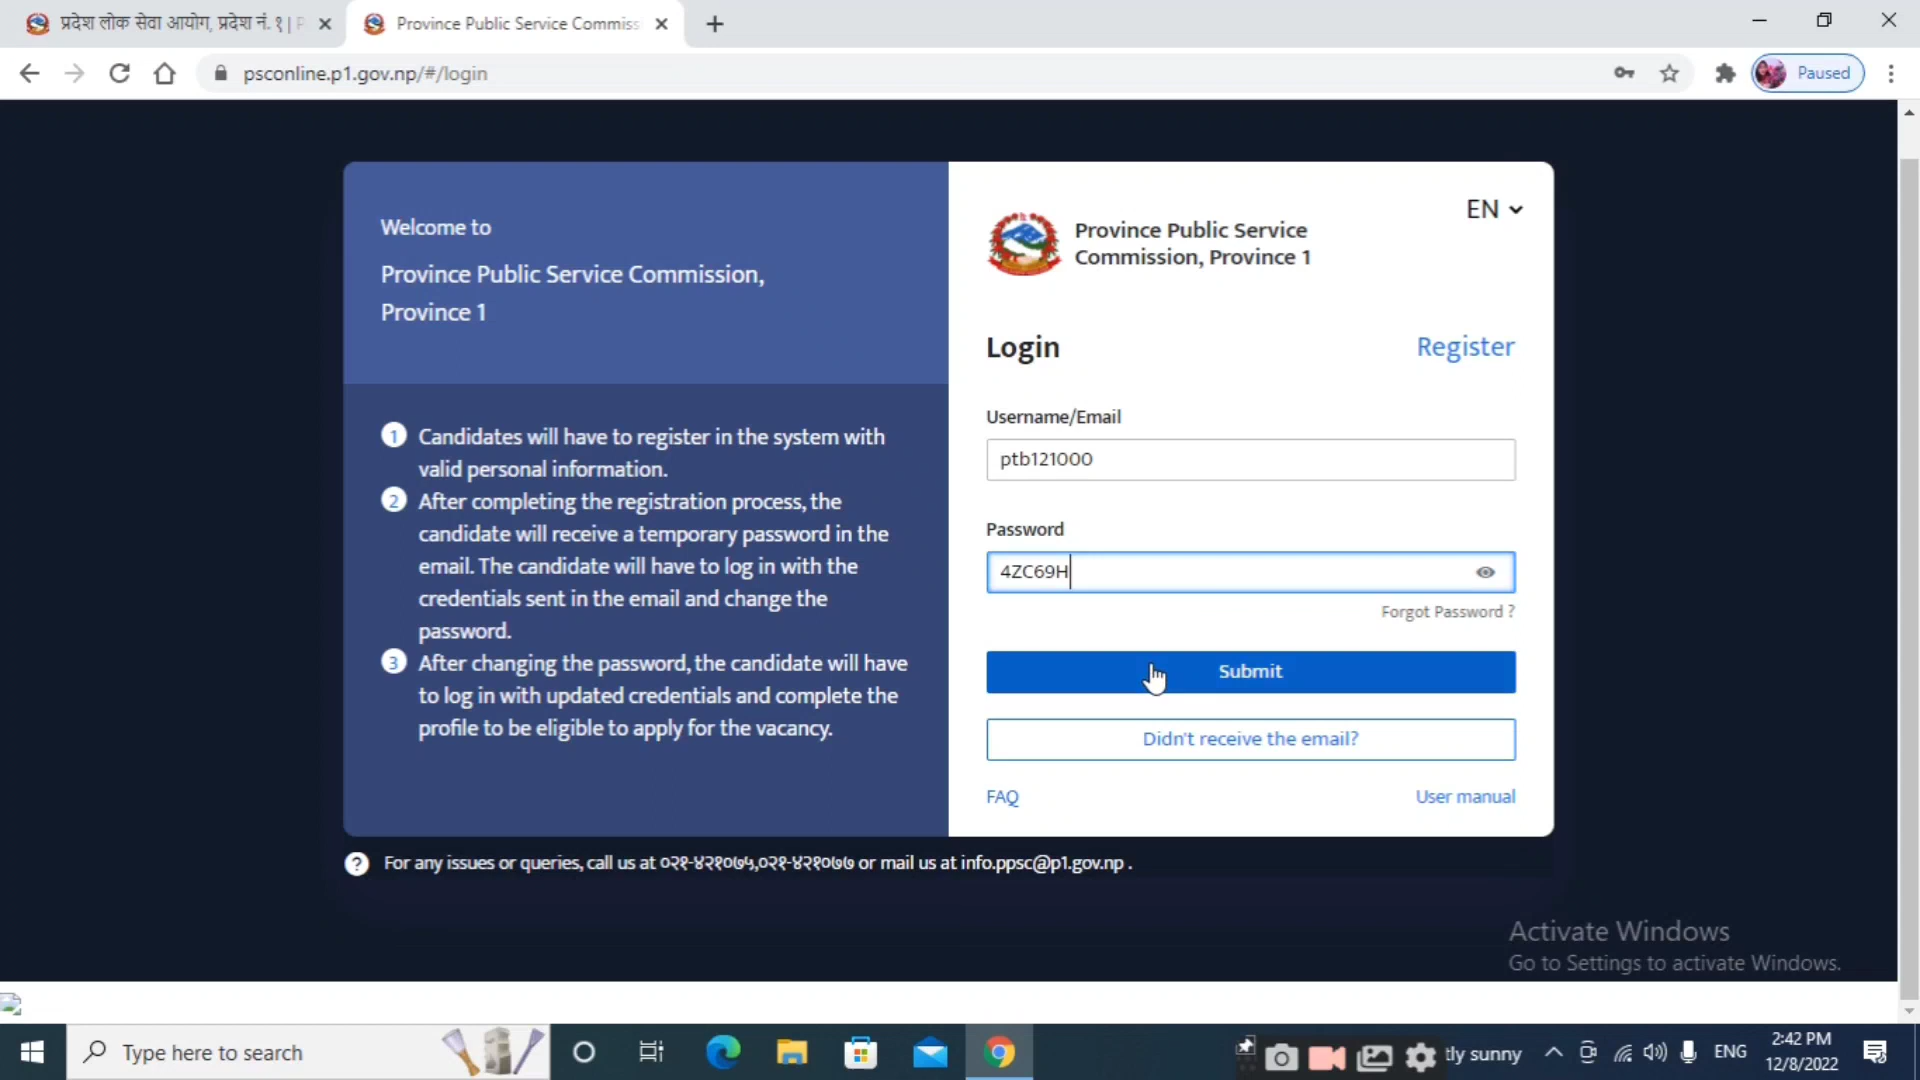 प्रदेश लोक सेवा आयोग, प्रदेश नं. १ | P
Province Public Service Commiss
psconline.p1.gov.np/#/login
Paused
Welcome to
Province Public Service Commission,
Province 1
1 Candidates will have to register in the system with
valid personal information.
2 After completing the registration process, the
candidate will receive a temporary password in the
email. The candidate will have to log in with the
credentials sent in the email and change the
password.
3 After changing the password, the candidate will have
to log in with updated credentials and complete the
profile to be eligible to apply for the vacancy.
EN
Province Public Service
Commission, Province 1
Login
Register
Username/Email
ptb121000
Password
4ZC69H
Forgot Password ?
Submit
Didn't receive the email?
FAQ
User manual
? For any issues or queries, call us at ०२१-४२१०७५,०२१-४२१०७७ or mail us at info.ppsc@p1.gov.np .
Activate Windows
Go to Settings to activate Windows.
Type here to search
tly sunny
ENG
2:42 PM
12/8/2022